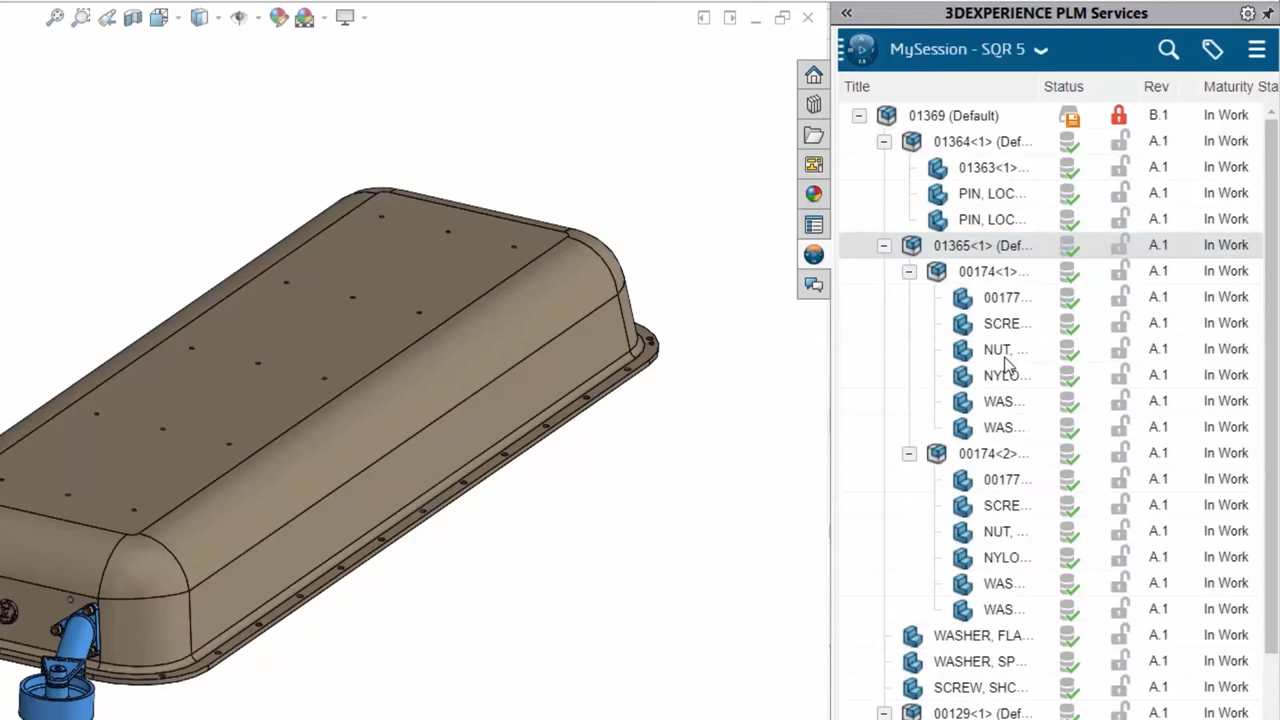 3DEXPERIENCE PLM Services
MySession - SQR 5
Title Status Rev Maturity Sta
01369 (Default) B.1 In Work
01364<1> (Def... A.1 In Work
01363<1>... A.1 In Work
PIN, LOC... A.1 In Work
PIN, LOC... A.1 In Work
01365<1> (Def... A.1 In Work
00174<1>... A.1 In Work
00177... A.1 In Work
SCRE... A.1 In Work
NUT, ... A.1 In Work
NYLO... A.1 In Work
WAS... A.1 In Work
WAS... A.1 In Work
00174<2>... A.1 In Work
00177... A.1 In Work
SCRE... A.1 In Work
NUT, ... A.1 In Work
NYLO... A.1 In Work
WAS... A.1 In Work
WAS... A.1 In Work
WASHER, FLA... A.1 In Work
WASHER, SP... A.1 In Work
SCREW, SHC... A.1 In Work
00129<1> (Def... A.1 In Work